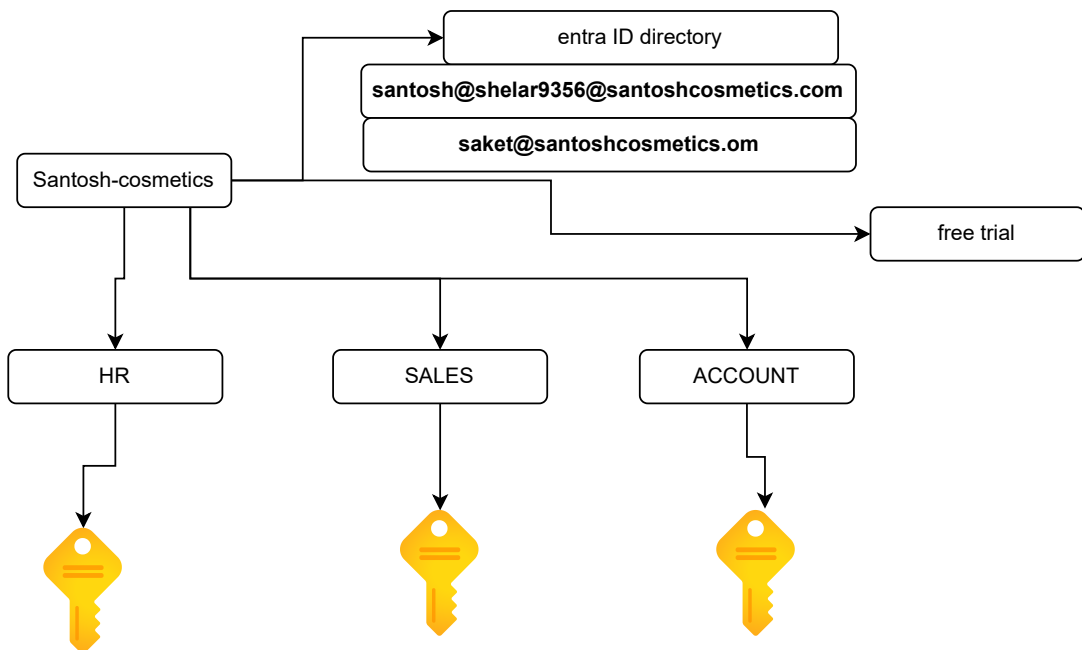 entra ID directory
santosh@shelar9356@santoshcosmetics.com
saket@santoshcosmetics.om
Santosh-cosmetics
free trial
HR
SALES
ACCOUNT